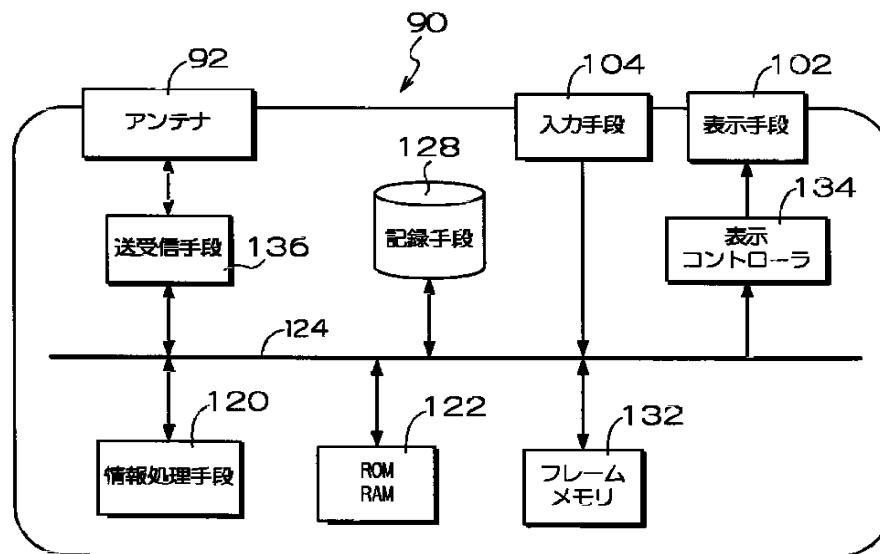 90
92
アンテナ
104
入力手段
102
表示手段
128
記録手段
134
表示
コントローラ
送受信手段
136
124
120
情報処理手段
122
ROM
RAM
132
フレーム
メモリ